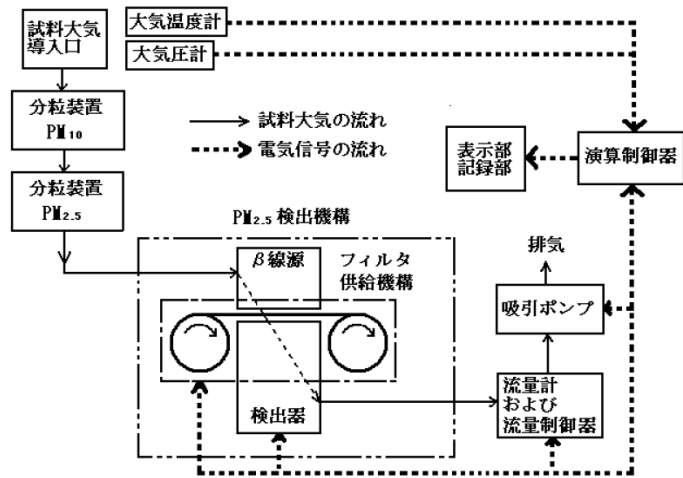 試料大気
導入口
大気温度計
大気圧計
分粒装置
PM₁₀
分粒装置
PM₂.₅
試料大気の流れ
電気信号の流れ
表示部
記録部
演算制御器
PM₂.₅ 検出機構
β線源
フィルタ
供給機構
検出器
排気
吸引ポンプ
流量計
および
流量制御器